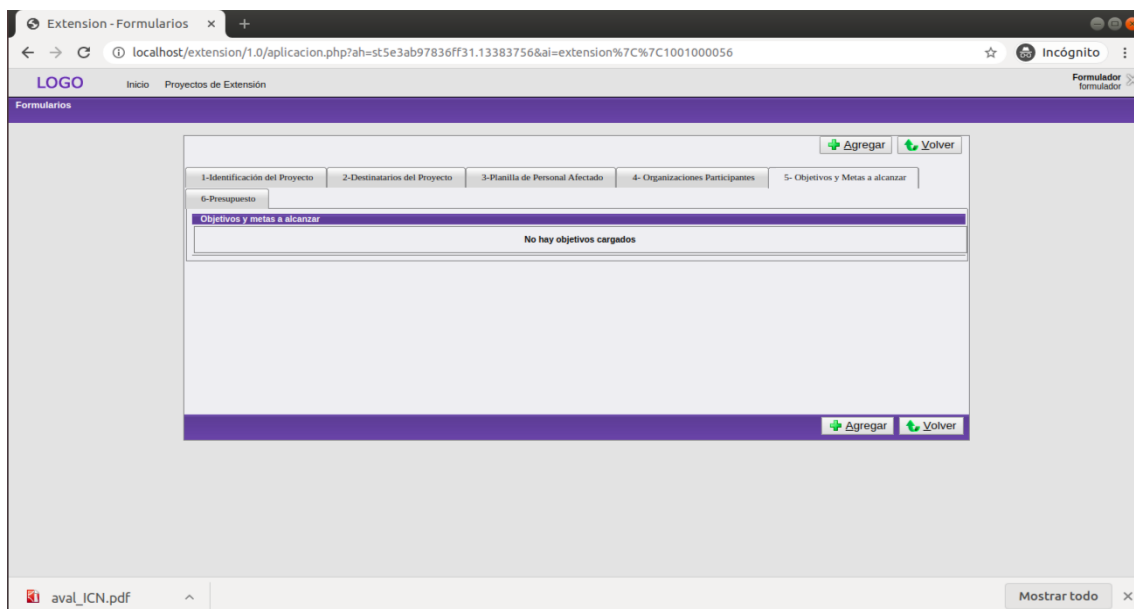 Extension - Formularios
localhost/extension/1.0/aplicacion.php?ah=st5e3ab97836ff31.13383756&ai=extension%7C%7C1001000056 Incógnito
LOGO Inicio Proyectos de Extensión Formulador
formulador
Formularios
Agregar Volver
1-Identificación del Proyecto 2-Destinatarios del Proyecto 3-Planilla de Personal Afectado 4- Organizaciones Participantes 5- Objetivos y Metas a alcanzar
6-Presupuesto
Objetivos y metas a alcanzar
No hay objetivos cargados
Agregar Volver
aval_ICN.pdf Mostrar todo